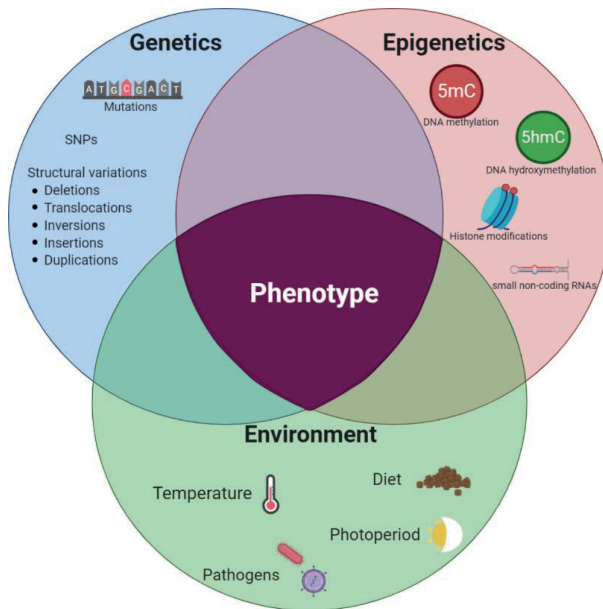 Genetics
Epigenetics
A T G C G A C T
Mutations
5mC
DNA methylation
SNPs
5hmC
DNA hydroxymethylation
Structural variations
• Deletions
• Translocations
• Inversions
• Insertions
• Duplications
Histone modifications
small non-coding RNAs
Phenotype
Environment
Temperature
Diet
Photoperiod
Pathogens